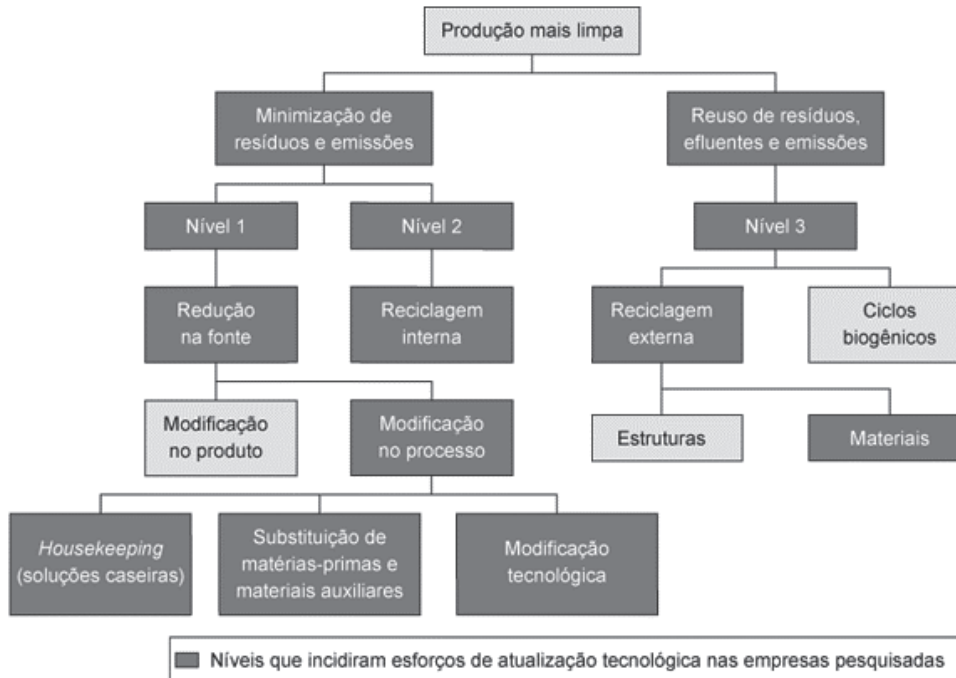 Produção mais limpa
Minimização de
resíduos e emissões
Reuso de resíduos,
efluentes e emissões
Nível 1
Nível 2
Nível 3
Redução
na fonte
Reciclagem
interna
Reciclagem
externa
Ciclos
biogênicos
Modificação
no produto
Modificação
no processo
Estruturas
Materiais
Housekeeping
(soluções caseiras)
Substituição de
matérias-primas e
materiais auxiliares
Modificação
tecnológica
Níveis que incidiram esforços de atualização tecnológica nas empresas pesquisadas